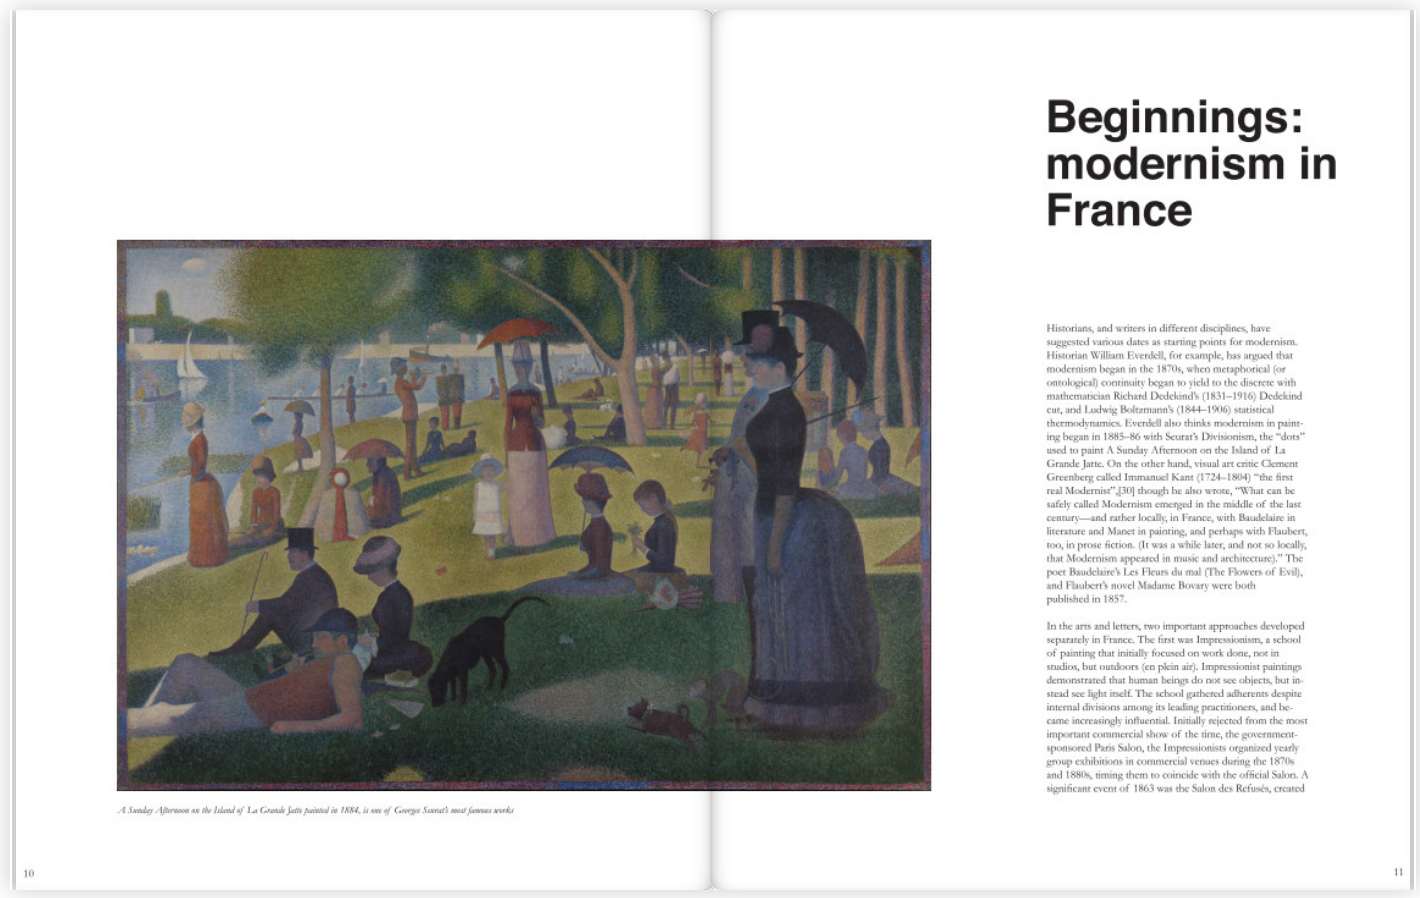 Beginnings:
modernism in
France
Historians, and writers in different disciplines, have
suggested various dates as starting points for modernism.
Historian William Everdell, for example, has argued that
modernism began in the 1870s, when metaphorical (or
ontological) continuity began to yield to the discrete with
mathematician Richard Dedekind's (1831–1916) Dedekind
cut, and Ludwig Boltzmann's (1844–1906) statistical
thermodynamics. Everdell also thinks modernism in paint-
ing began in 1885–86 with Seurat's Divisionism, the “dots”
used to paint A Sunday Afternoon on the Island of La
Grande Jatte. On the other hand, visual art critic Clement
Greenberg called Immanuel Kant (1724–1804) “the first
real Modernist”,[30] though he also wrote, “What can be
safely called Modernism emerged in the middle of the last
century—and rather locally, in France, with Baudelaire in
literature and Manet in painting, and perhaps with Flaubert,
too, in prose fiction. (It was a while later, and not so locally,
that Modernism appeared in music and architecture).” The
poet Baudelaire's Les Fleurs du mal (The Flowers of Evil),
and Flaubert's novel Madame Bovary were both
published in 1857.
In the arts and letters, two important approaches developed
separately in France. The first was Impressionism, a school
of painting that initially focused on work done, not in
studios, but outdoors (en plein air). Impressionist paintings
demonstrated that human beings do not see objects, but in-
stead see light itself. The school gathered adherents despite
internal divisions among its leading practitioners, and be-
came increasingly influential. Initially rejected from the most
important commercial show of the time, the government-
sponsored Paris Salon, the Impressionists organized yearly
group exhibitions in commercial venues during the 1870s
and 1880s, timing them to coincide with the official Salon. A
significant event of 1863 was the Salon des Refusés, created
A Sunday Afternoon on the Island of La Grande Jatte painted in 1884, is one of Georges Seurat's most famous works
10
11